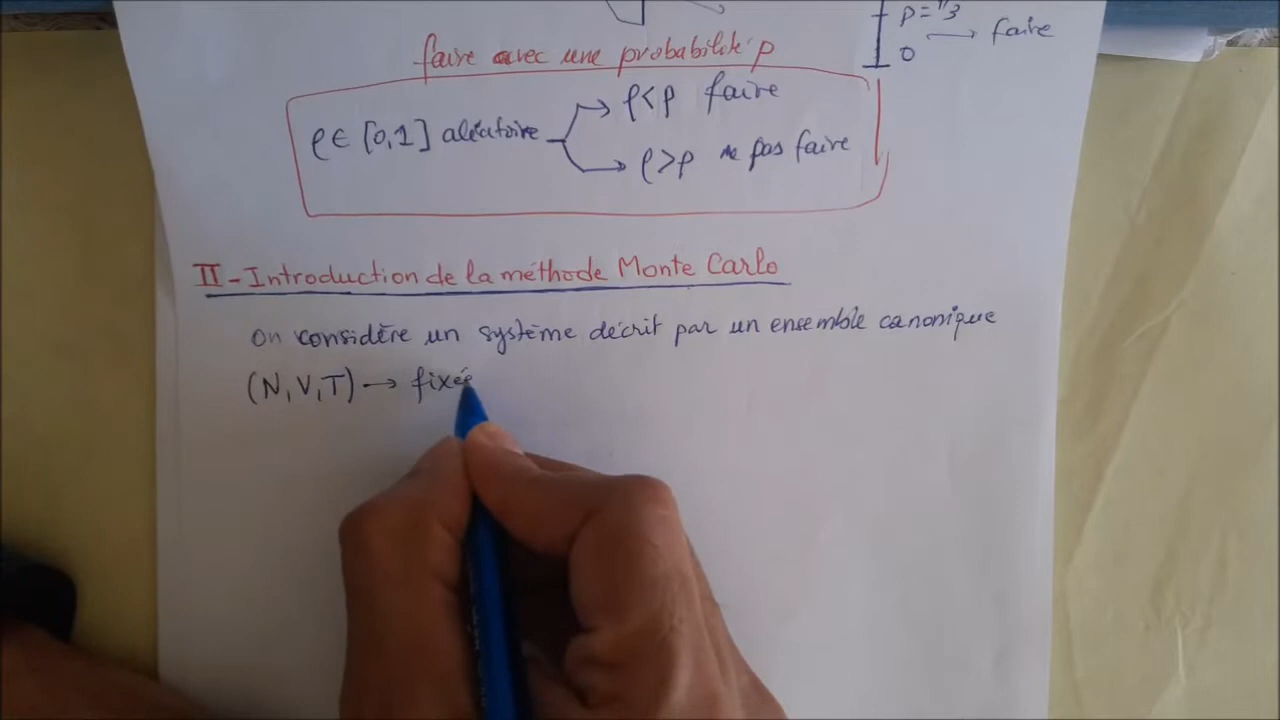 p = 1/3
0 → faire
faire avec une probabilité p
ρ ∈ [0,1] aléatoire → ρ<p faire
→ ρ>p ne pas faire
II - Introduction de la méthode Monte Carlo
On considère un système décrit par un ensemble canonique
(N,V,T) → fixée